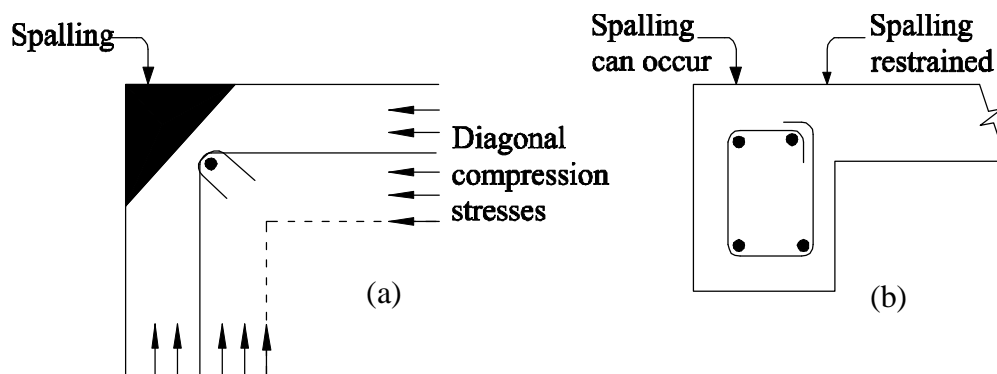 Spalling
Diagonal
compression
stresses
(a)
Spalling
can occur
Spalling
restrained
(b)